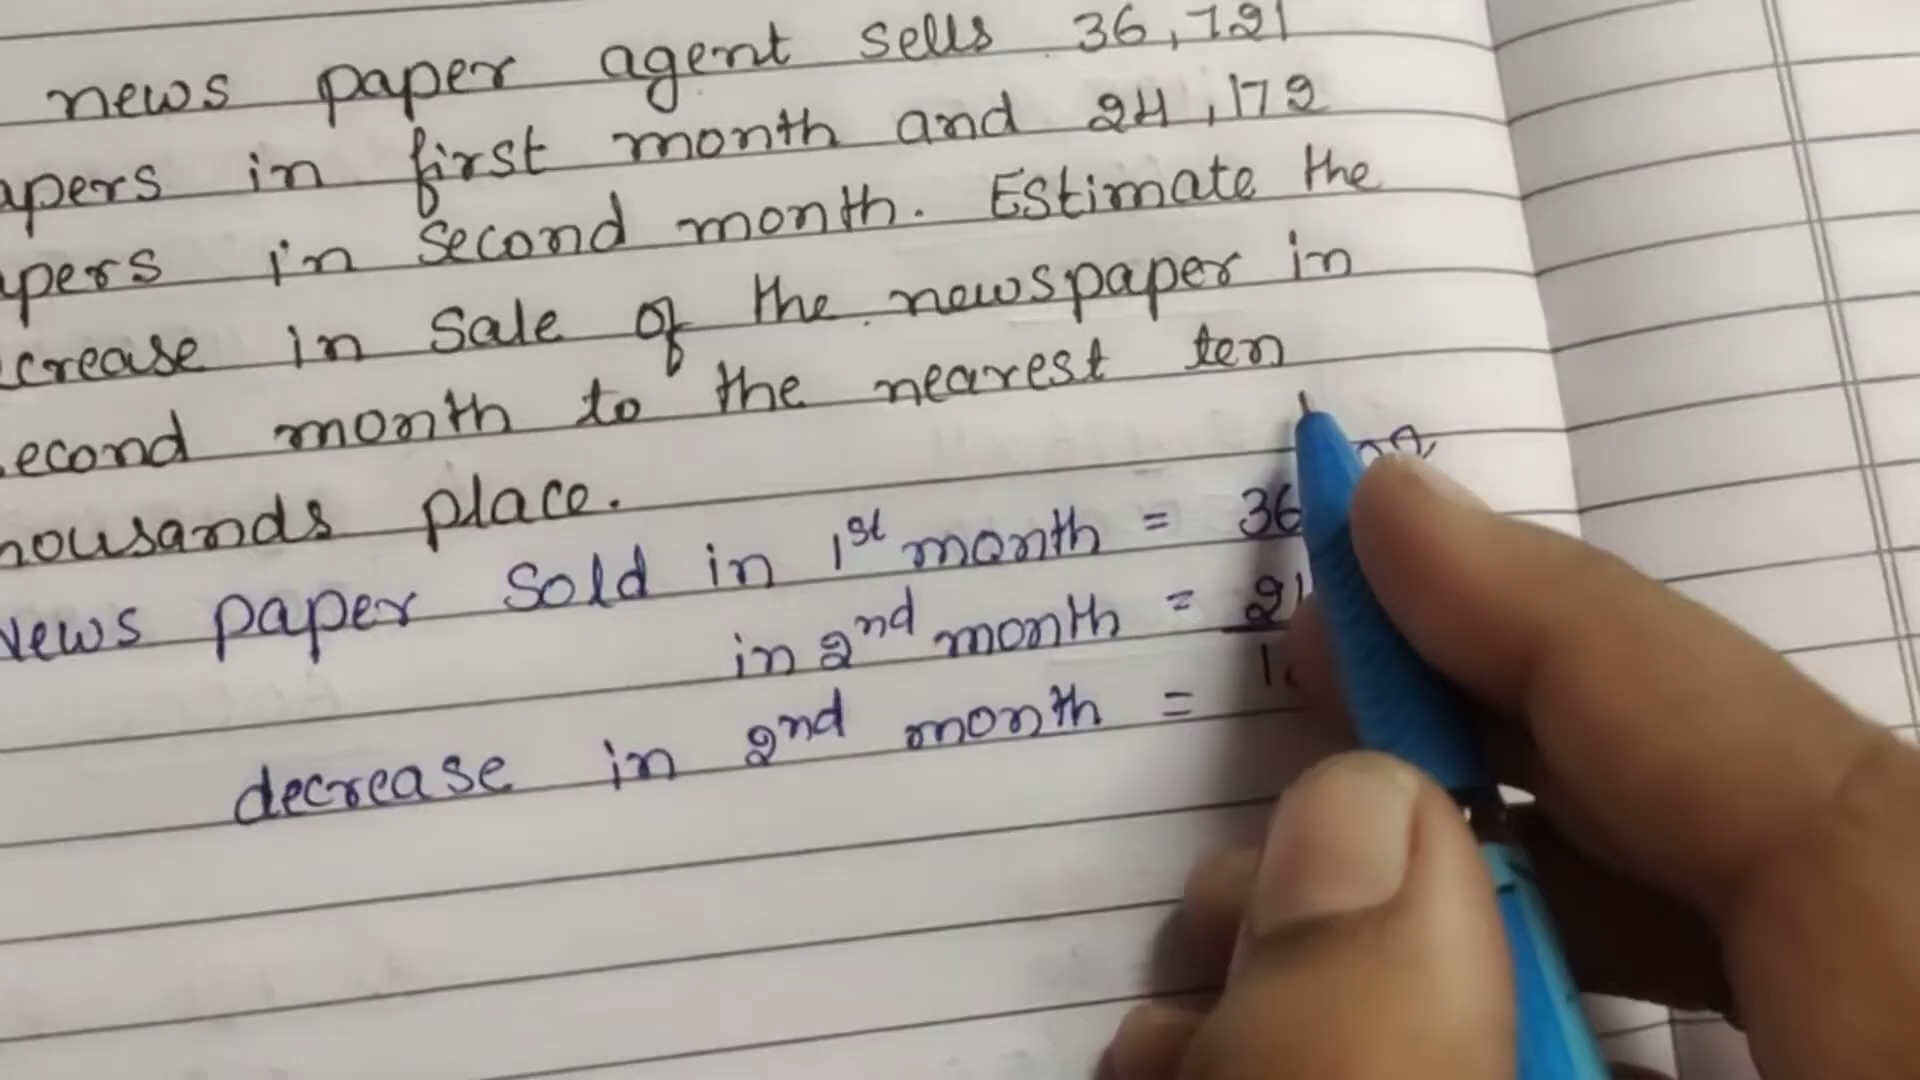 news paper agent sells 36,721
apers in first month and 24,172
pers in second month. Estimate the
crease in sale of the newspaper in
econd month to the nearest ten
housands place.
News paper sold in 1st month = 36
in 2nd month =
decrease in 2nd month =